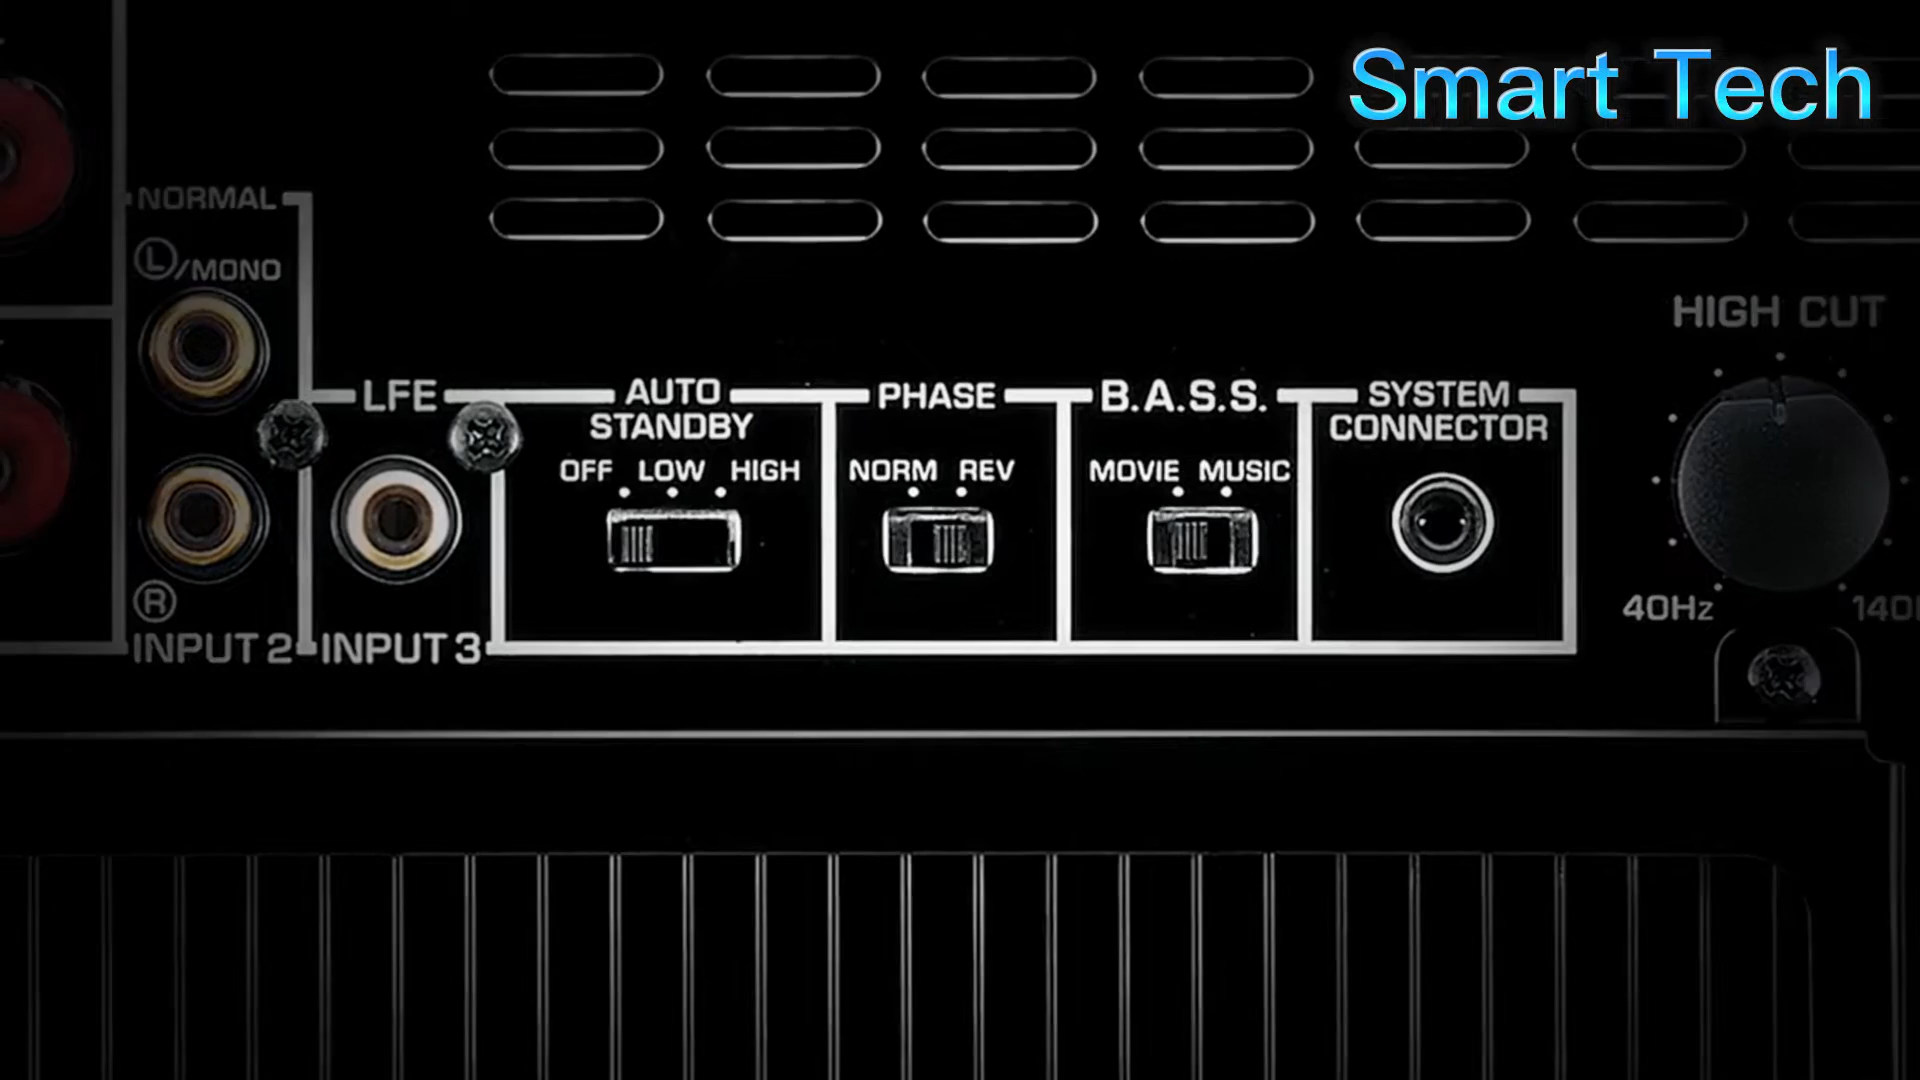 Smart Tech
NORMAL
L/MONO
HIGH CUT
LFE
AUTO
STANDBY
PHASE
B.A.S.S.
SYSTEM
CONNECTOR
OFF LOW HIGH
NORM REV
MOVIE MUSIC
40Hz
R
INPUT 2
INPUT 3